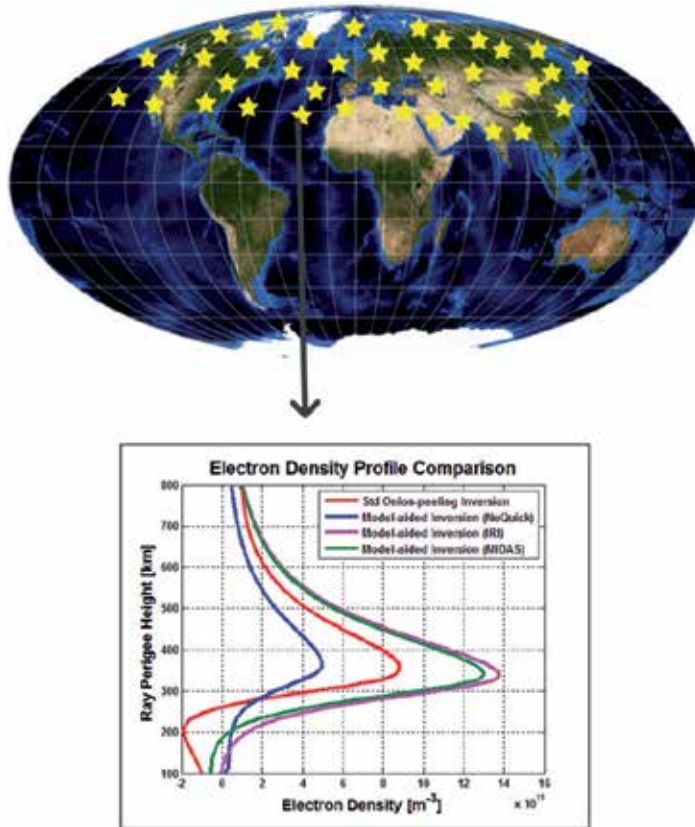 Electron Density Profile Comparison
Std Onion-peeling Inversion
Model-aided Inversion (NeQuick)
Model-aided Inversion (IRI)
Model-aided Inversion (MIDAS)
Ray Perigee Height [km]
800
700
600
500
400
300
200
100
-2 0 2 4 6 8 10 12 14 16
Electron Density [m⁻³]
× 10¹¹